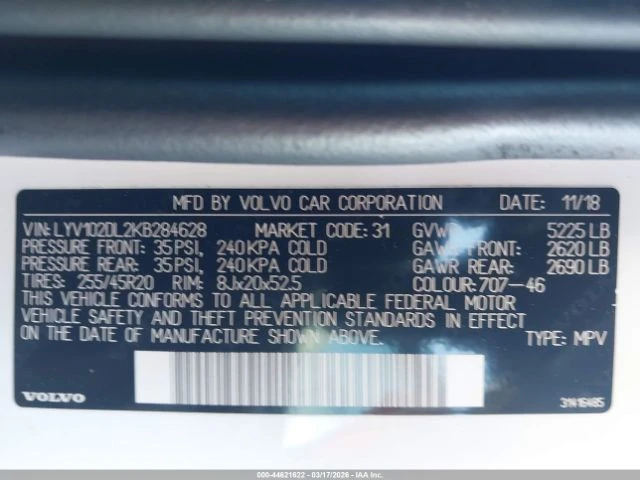 MFD BY VOLVO CAR CORPORATION DATE: 11/18
VIN: LYV102DL2KB284628 MARKET CODE: 31 GVWR 5225 LB
PRESSURE FRONT: 35 PSI, 240 KPA COLD GAWR FRONT: 2620 LB
PRESSURE REAR: 35 PSI, 240 KPA COLD GAWR REAR: 2690 LB
TIRES: 255/45R20 RIM: 8Jx20x52.5 COLOUR: 707-46
THIS VEHICLE CONFORMS TO ALL APPLICABLE FEDERAL MOTOR
VEHICLE SAFETY AND THEFT PREVENTION STANDARDS IN EFFECT
ON THE DATE OF MANUFACTURE SHOWN ABOVE. TYPE: MPV
VOLVO 31416485
000-44621622 | 03/17/2026 | IAA Inc.